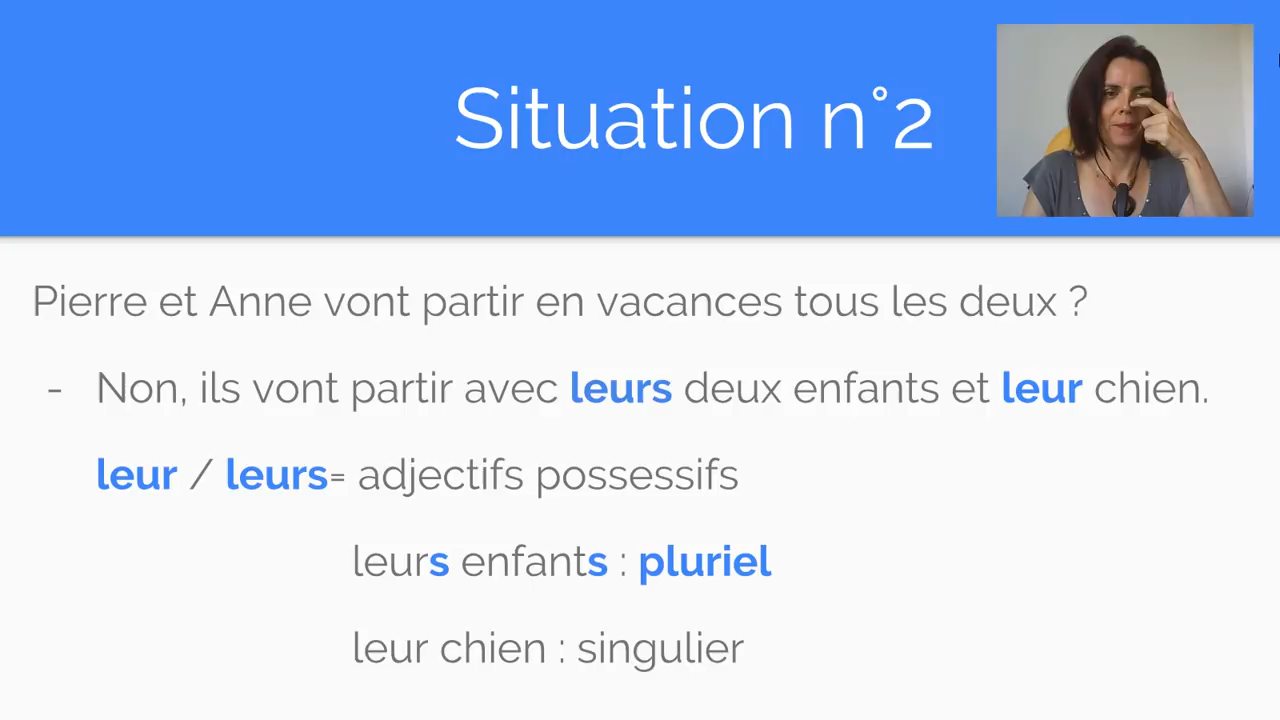 Situation n°2
Pierre et Anne vont partir en vacances tous les deux ?
- Non, ils vont partir avec leurs deux enfants et leur chien.
leur / leurs= adjectifs possessifs
leurs enfants : pluriel
leur chien : singulier